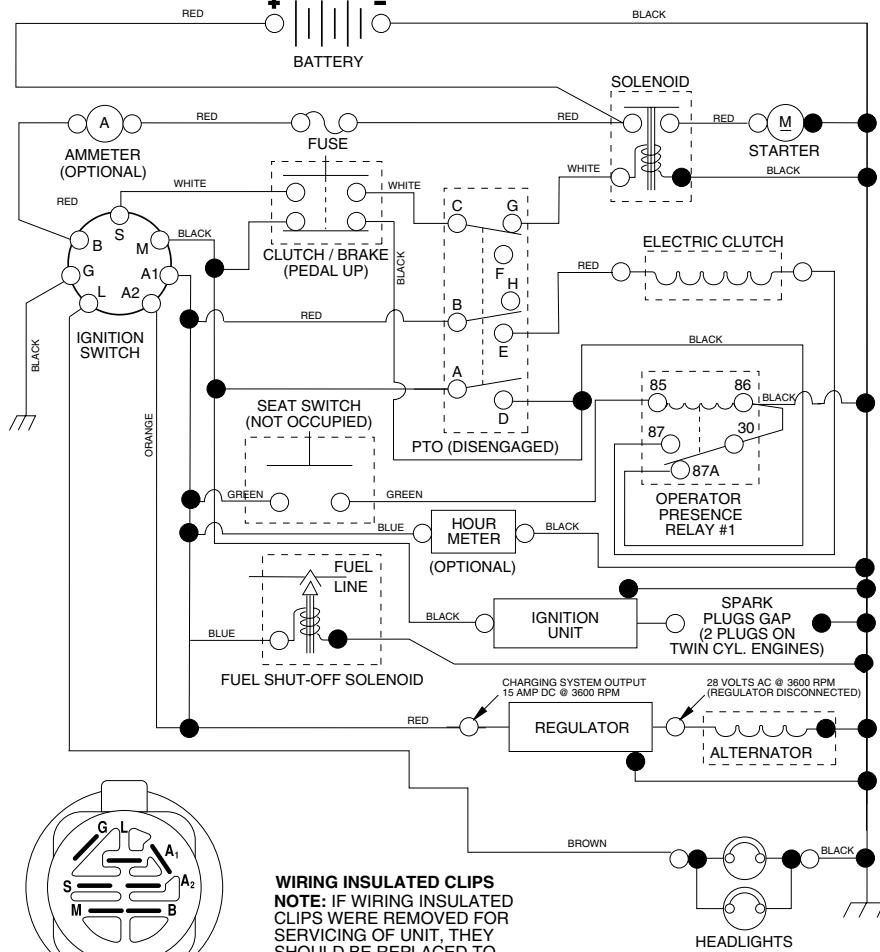 +
-
RED
BLACK
BATTERY
SOLENOID
A
RED
RED
RED
M
FUSE
AMMETER
(OPTIONAL)
STARTER
WHITE
WHITE
WHITE
BLACK
RED
S
C
G
BLACK
B
M
CLUTCH / BRAKE
(PEDAL UP)
ELECTRIC CLUTCH
F
G
A1
BLACK
RED
H
L
A2
B
RED
IGNITION
SWITCH
E
BLACK
BLACK
A
85
86
BLACK
SEAT SWITCH
(NOT OCCUPIED)
D
ORANGE
87
30
PTO (DISENGAGED)
87A
GREEN
GREEN
OPERATOR
PRESENCE
RELAY #1
BLUE
HOUR
METER
BLACK
(OPTIONAL)
FUEL
LINE
SPARK
PLUGS GAP
(2 PLUGS ON
TWIN CYL. ENGINES)
BLACK
IGNITION
UNIT
BLUE
FUEL SHUT-OFF SOLENOID
CHARGING SYSTEM OUTPUT
15 AMP DC @ 3600 RPM
28 VOLTS AC @ 3600 RPM
(REGULATOR DISCONNECTED)
RED
REGULATOR
ALTERNATOR
BROWN
BLACK
HEADLIGHTS
G
L
A1
S
A2
M
B
WIRING INSULATED CLIPS
NOTE: IF WIRING INSULATED
CLIPS WERE REMOVED FOR
SERVICING OF UNIT, THEY
SHOULD BE REPLACED TO